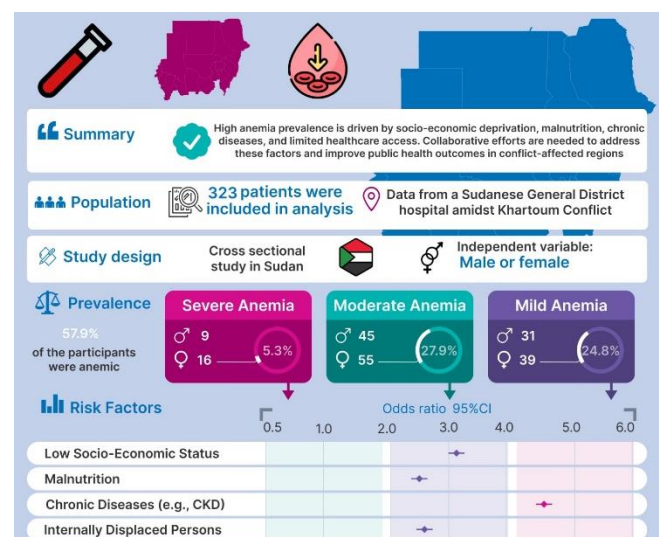 Summary
High anemia prevalence is driven by socio-economic deprivation, malnutrition, chronic
diseases, and limited healthcare access. Collaborative efforts are needed to address
these factors and improve public health outcomes in conflict-affected regions
Population
323 patients were
included in analysis
Data from a Sudanese General District
hospital amidst Khartoum Conflict
Study design
Cross sectional
study in Sudan
Independent variable:
Male or female
Prevalence
57.9%
of the participants
were anemic
Severe Anemia
9
16
5.3%
Moderate Anemia
45
55
27.9%
Mild Anemia
31
39
24.8%
Risk Factors
Odds ratio 95%CI
0.5 1.0 2.0 3.0 4.0 5.0 6.0
Low Socio-Economic Status
Malnutrition
Chronic Diseases (e.g., CKD)
Internally Displaced Persons